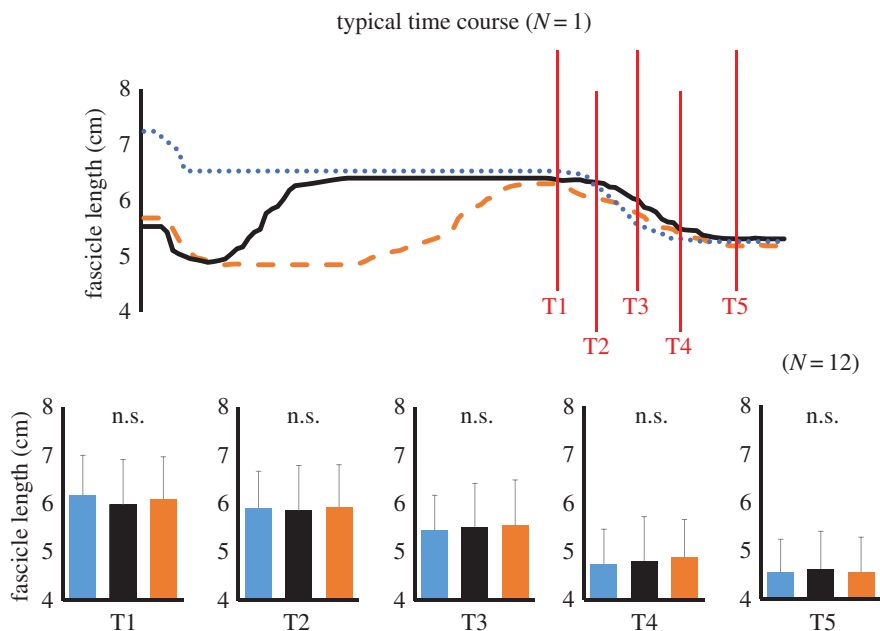 typical time course (N = 1)
fascicle length (cm)
8
7
6
5
4
T1
T3
T5
T2
T4
(N = 12)
fascicle length (cm)
8
7
6
5
4
n.s.
T1
8
7
6
5
4
n.s.
T2
8
7
6
5
4
n.s.
T3
8
7
6
5
4
n.s.
T4
8
7
6
5
4
n.s.
T5